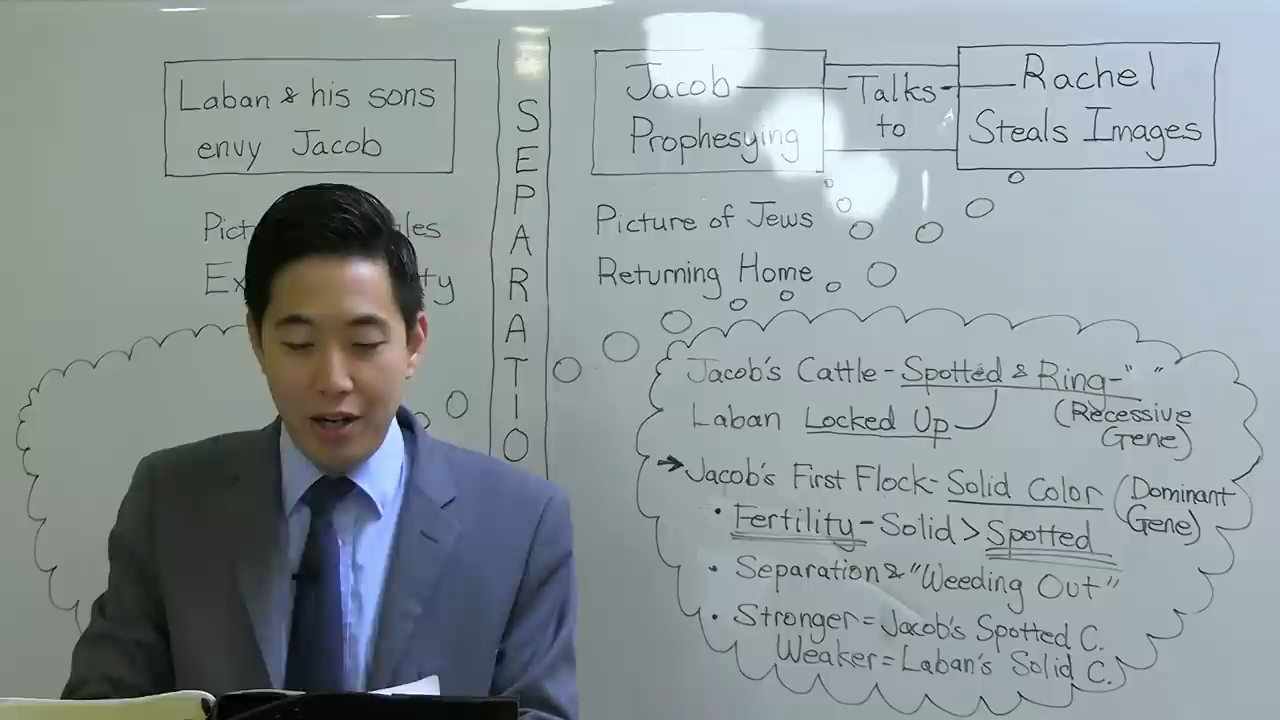 Laban & his sons
envy Jacob
SEPARATIO
Jacob
Prophesying
Talks
to
Rachel
Steals Images
Picture of Jews
Returning Home
Jacob's Cattle - Spotted & Ring-" "
(Recessive
Gene)
Laban Locked Up
→ Jacob's First Flock - Solid Color (Dominant
Gene)
• Fertility - Solid > Spotted
• Separation & "Weeding Out"
• Stronger = Jacob's Spotted C.
Weaker = Laban's Solid C.